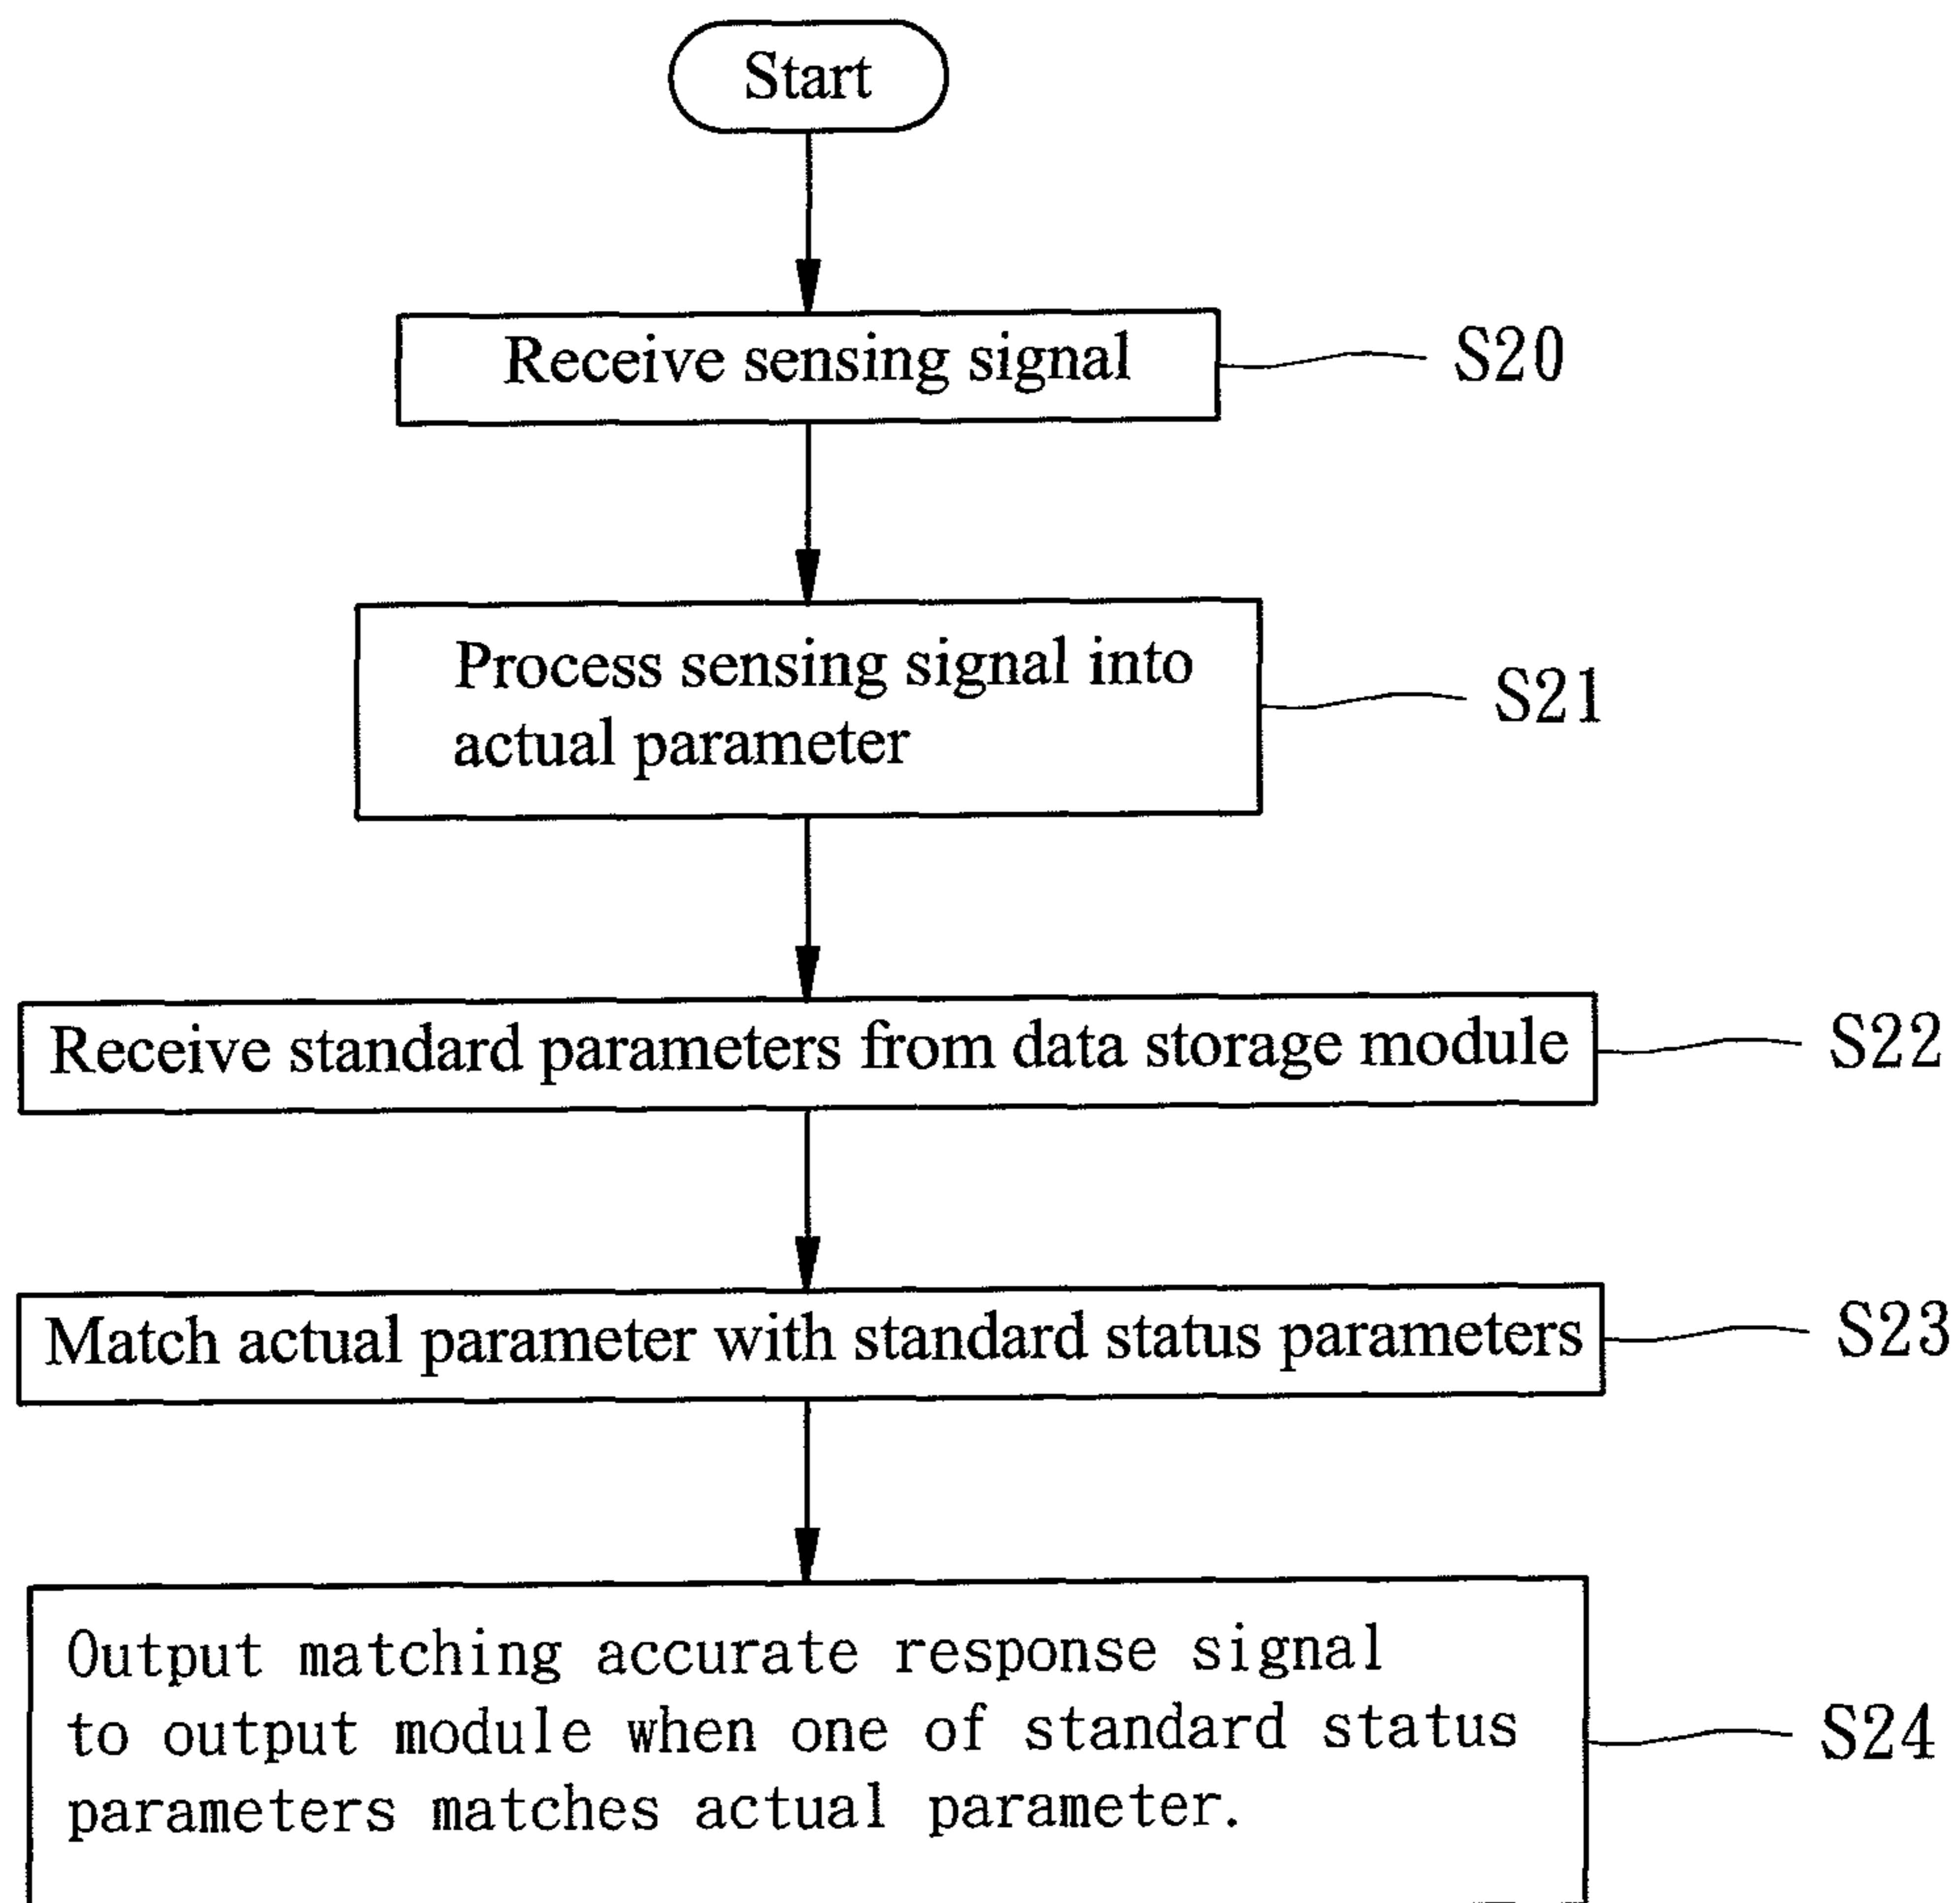 Start
Receive sensing signal
S20
Process sensing signal into
actual parameter
S21
Receive standard parameters from data storage module
S22
Match actual parameter with standard status parameters
S23
Output matching accurate response signal
to output module when one of standard status
parameters matches actual parameter.
S24